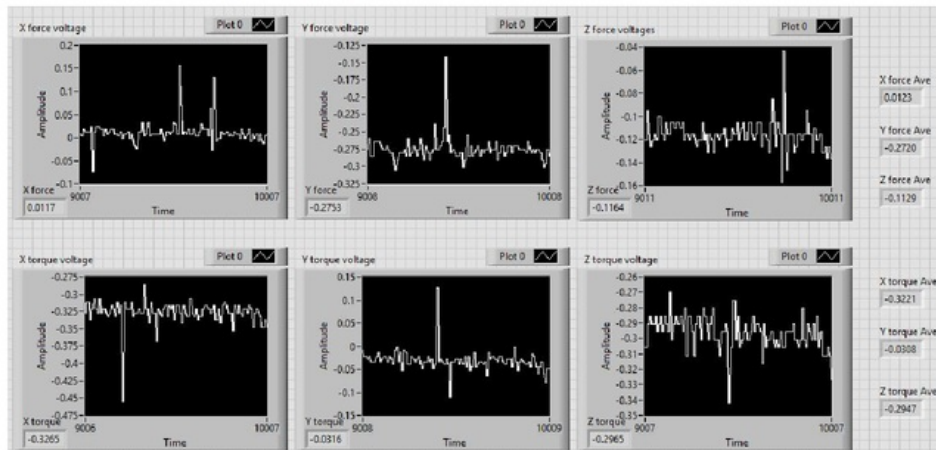 X force voltage Plot 0
0.2
0.15
0.1
0.05
0
-0.05
-0.1
Amplitude
9007 10007
Time
X force
0.0117
Y force voltage Plot 0
-0.125
-0.15
-0.175
-0.2
-0.225
-0.25
-0.275
-0.3
-0.325
Amplitude
9008 10008
Time
Y force
-0.2753
Z force voltages Plot 0
-0.04
-0.06
-0.08
-0.1
-0.12
-0.14
-0.16
Amplitude
9011 10011
Time
Z force
-0.1164
X force Ave
0.0123
Y force Ave
-0.2720
Z force Ave
-0.1129
X torque voltage Plot 0
-0.275
-0.3
-0.325
-0.35
-0.375
-0.4
-0.425
-0.45
-0.475
Amplitude
9006 10007
Time
X torque
-0.3265
Y torque voltage Plot 0
0.15
0.1
0.05
0
-0.05
-0.1
-0.15
Amplitude
9008 10009
Time
Y torque
-0.0316
Z torque voltage Plot 0
-0.26
-0.27
-0.28
-0.29
-0.3
-0.31
-0.32
-0.33
-0.34
-0.35
Amplitude
9007 10007
Time
Z torque
-0.2965
X torque Ave
-0.3221
Y torque Ave
-0.0308
Z torque Ave
-0.2947